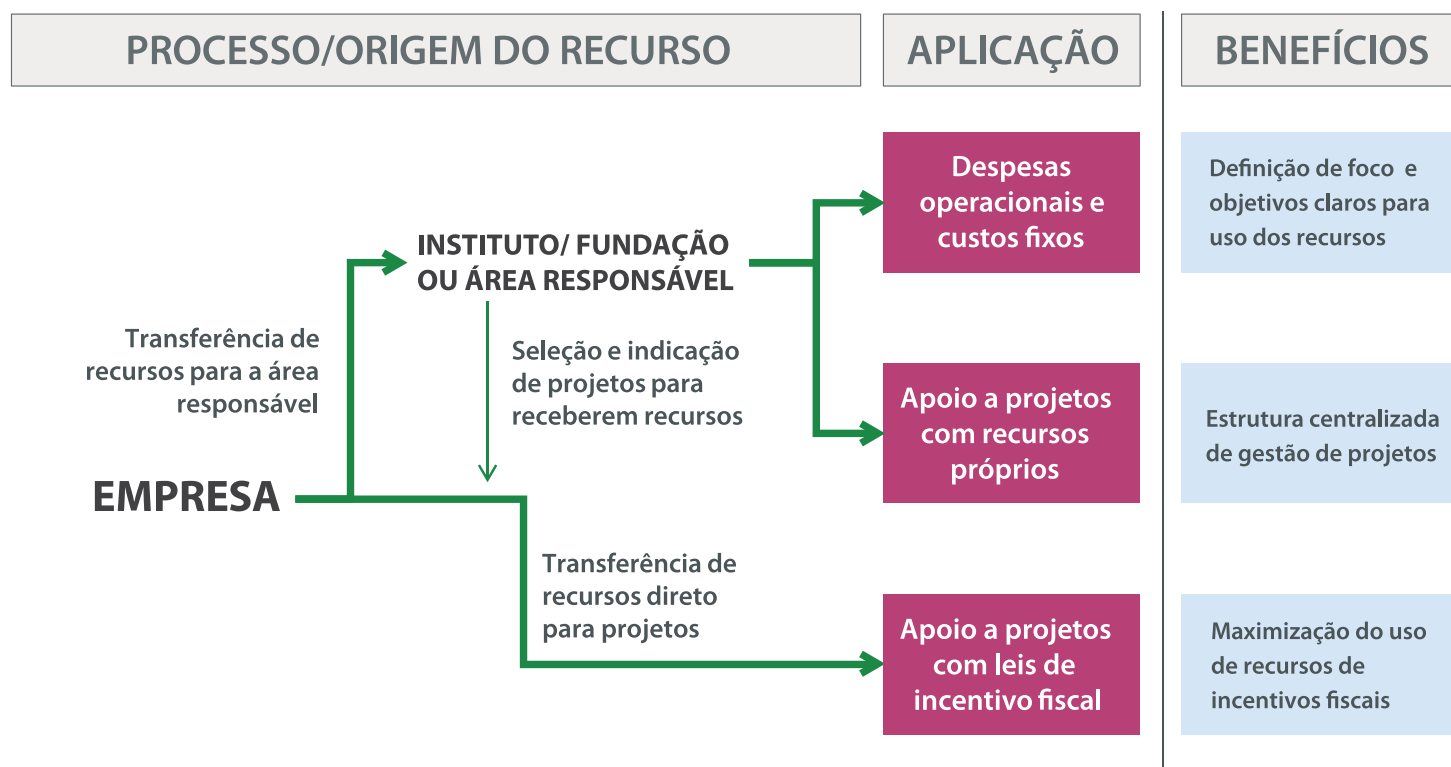 PROCESSO/ORIGEM DO RECURSO
APLICAÇÃO
BENEFÍCIOS
INSTITUTO/ FUNDAÇÃO
OU ÁREA RESPONSÁVEL
Transferência de
recursos para a área
responsável
Seleção e indicação
de projetos para
receberem recursos
EMPRESA
Transferência de
recursos direto
para projetos
Despesas
operacionais e
custos fixos
Definição de foco e
objetivos claros para
uso dos recursos
Apoio a projetos
com recursos
próprios
Estrutura centralizada
de gestão de projetos
Apoio a projetos
com leis de
incentivo fiscal
Maximização do uso
de recursos de
incentivos fiscais